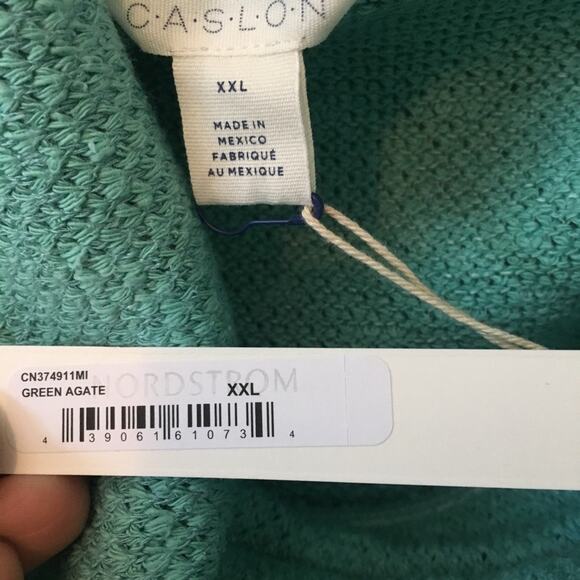 C·A·S·L·O·N
XXL
MADE IN
MEXICO
FABRIQUÉ
AU MEXIQUE
CN374911MI
NORDSTROM
GREEN AGATE XXL
4 39061 61073 4